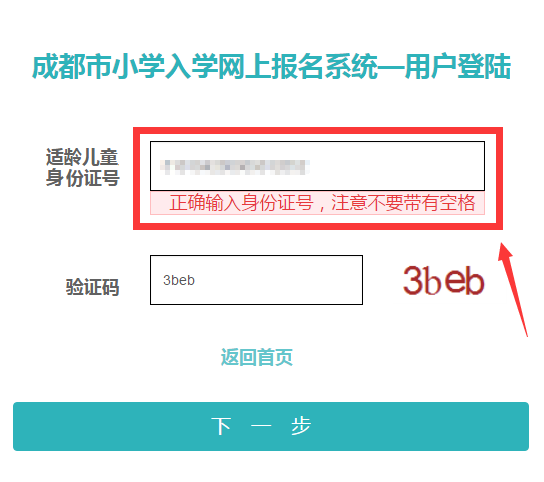 成都市小学入学网上报名系统—用户登陆
适龄儿童
身份证号
正确输入身份证号，注意不要带有空格
验证码
3beb
3beb
返回首页
下一步